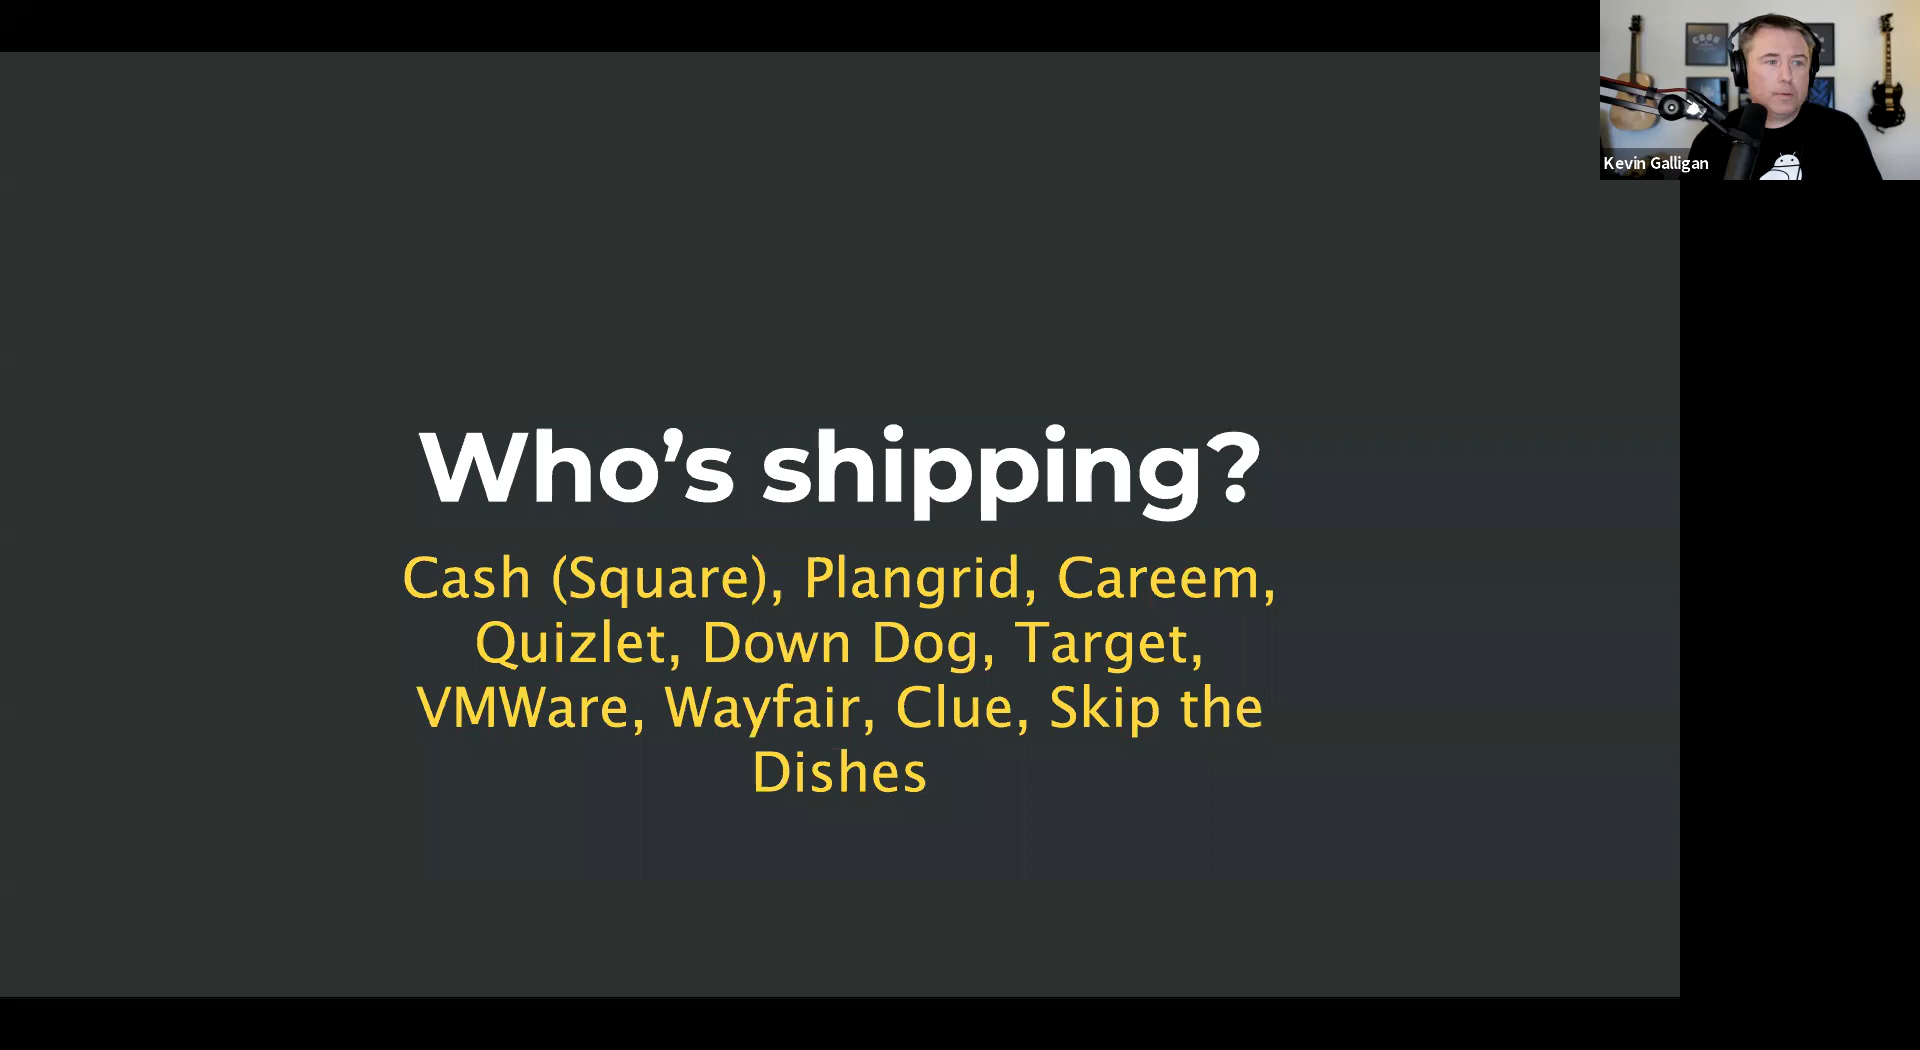 Who's shipping?
Cash (Square), Plangrid, Careem,
Quizlet, Down Dog, Target,
VMWare, Wayfair, Clue, Skip the
Dishes
Kevin Galligan